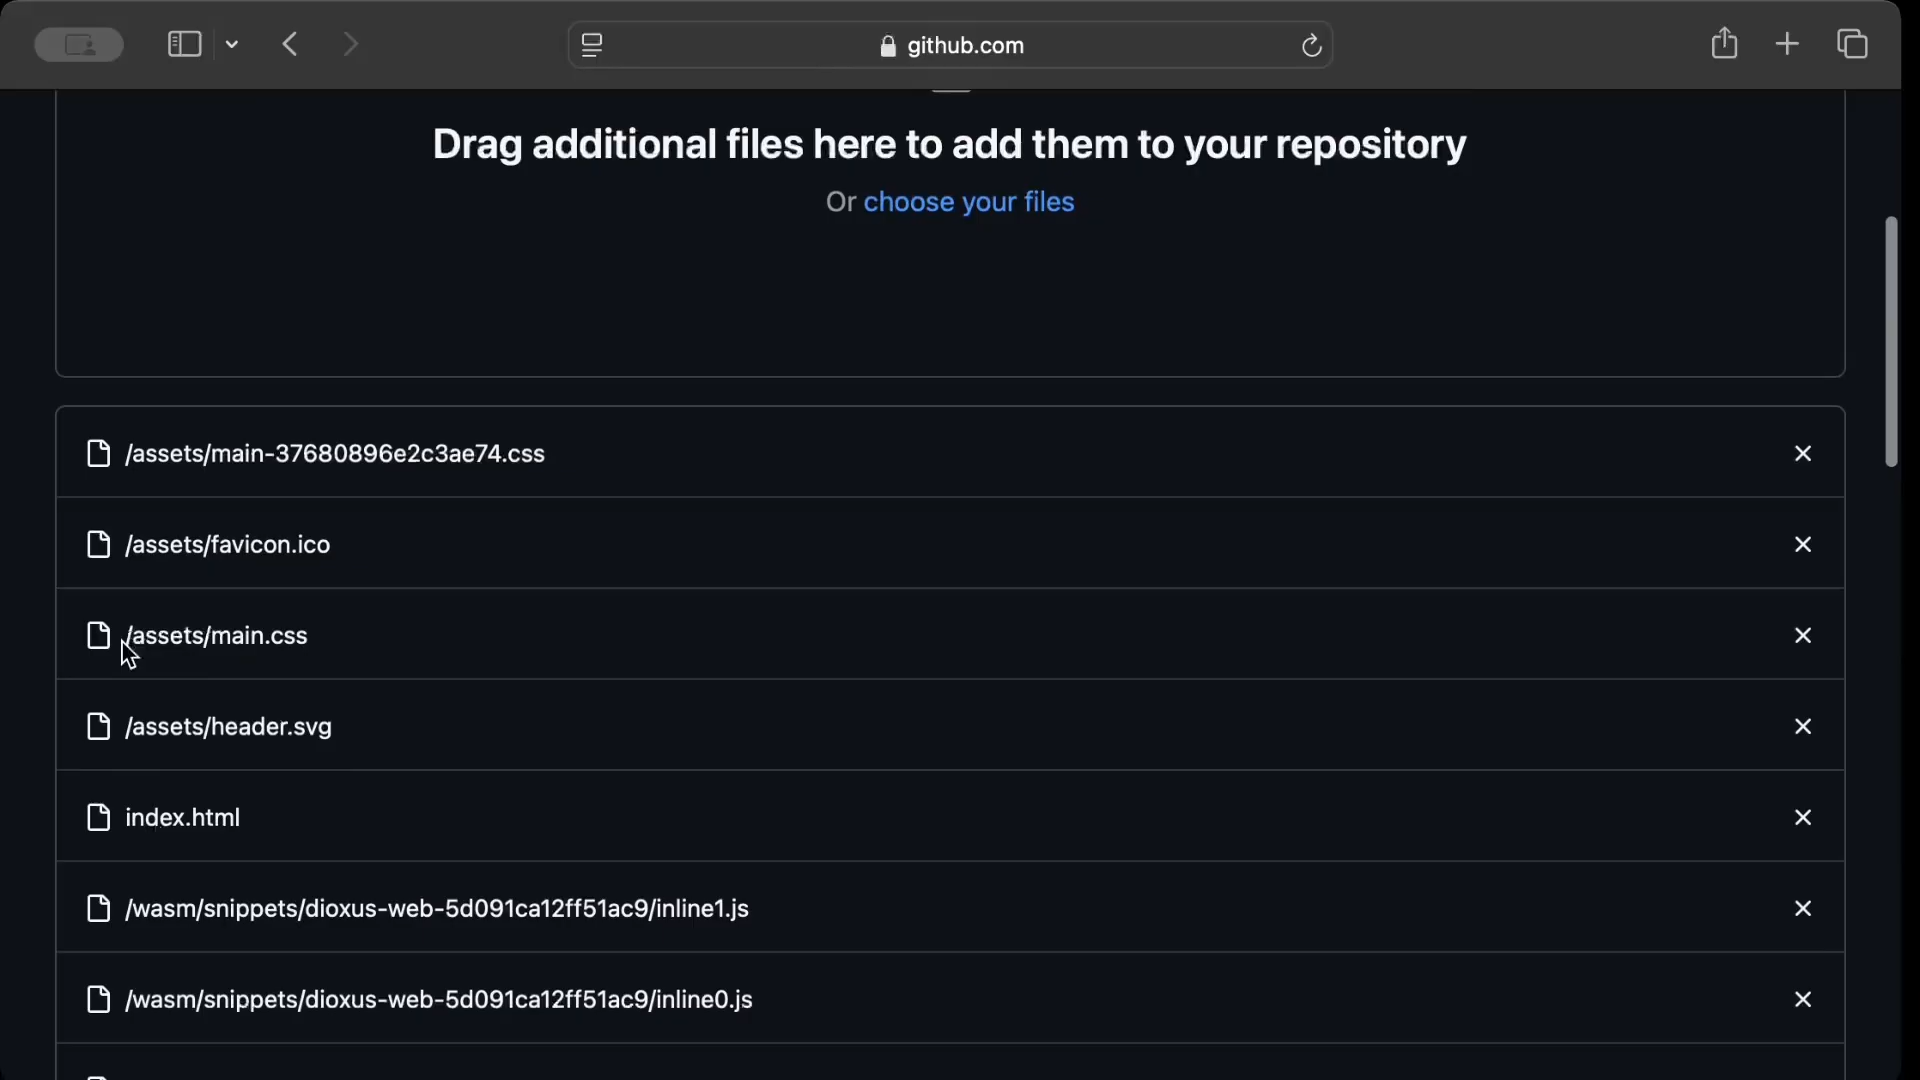 github.com
Drag additional files here to add them to your repository
Or choose your files
/assets/main-37680896e2c3ae74.css
/assets/favicon.ico
/assets/main.css
/assets/header.svg
index.html
/wasm/snippets/dioxus-web-5d091ca12ff51ac9/inline1.js
/wasm/snippets/dioxus-web-5d091ca12ff51ac9/inline0.js